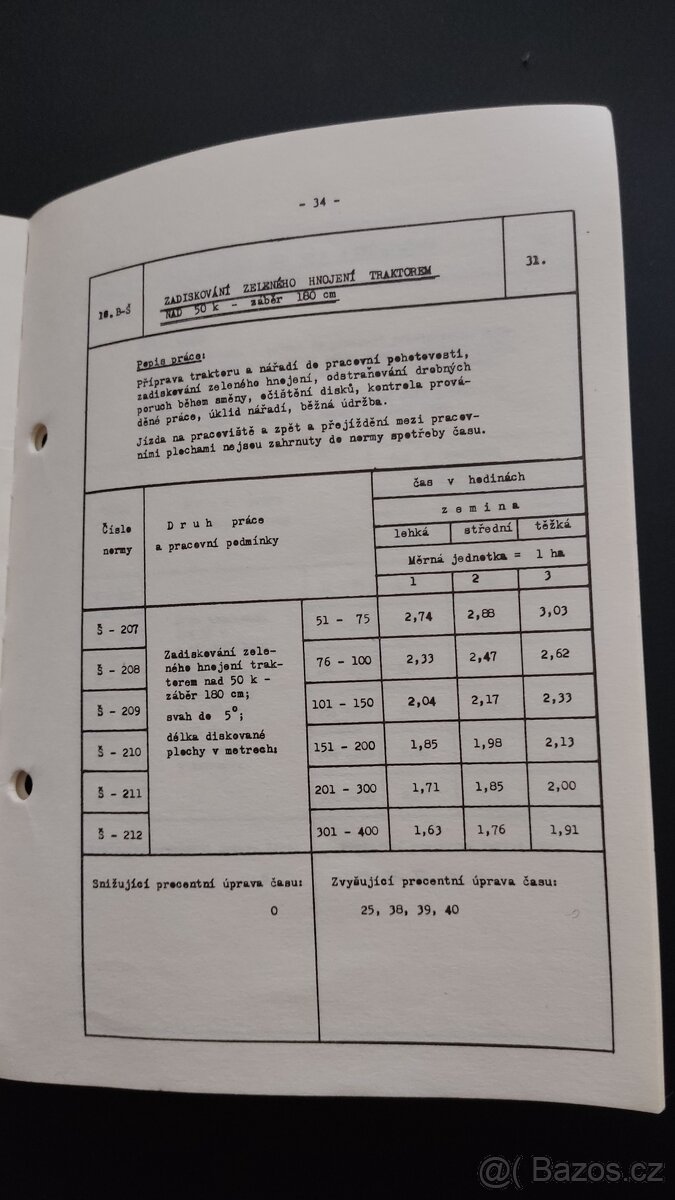 - 34 -
10. B-Š
ZADISKOVÁNÍ ZELENÉHO HNOJENÍ TRAKTOREM
NAD 50 k - záběr 180 cm
31.
Popis práce:
Příprava traktoru a nářadí do pracovní pohotovosti,
zadiskování zeleného hnojení, odstraňování drobných
poruch během směny, očištění disků, kontrola prová-
děné práce, úklid nářadí, běžná údržba.
Jízda na pracoviště a zpět a přejíždění mezi pracov-
ními plochami nejsou zahrnuty do normy spotřeby času.
Číslo
normy
Druh práce
a pracovní podmínky
čas v hodinách
zemina
lehká střední těžká
Měrná jednotka = 1 ha
1 2 3
Š - 207 51 - 75 2,74 2,88 3,03
Š - 208 76 - 100 2,33 2,47 2,62
Š - 209 101 - 150 2,04 2,17 2,33
Š - 210 151 - 200 1,85 1,98 2,13
Š - 211 201 - 300 1,71 1,85 2,00
Š - 212 301 - 400 1,63 1,76 1,91
Zadiskování zele-
ného hnojení trak-
torem nad 50 k -
záběr 180 cm;
svah do 5°;
délka diskované
plochy v metrech:
Snižující procentní úprava času:
0
Zvyšující procentní úprava času:
25, 38, 39, 40
@( Bazos.cz